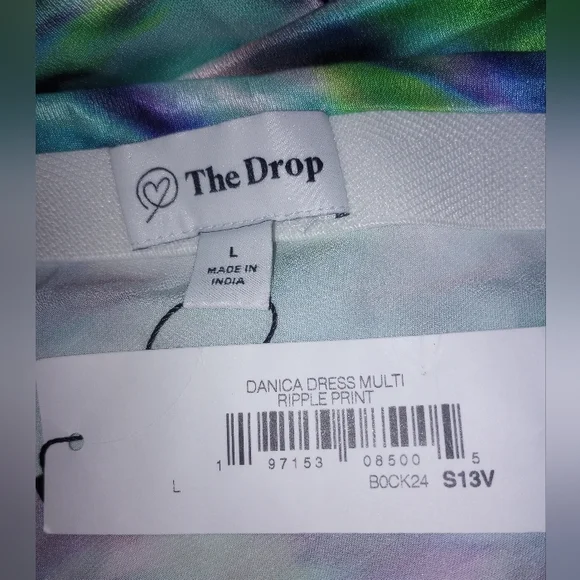 The Drop
L
MADE IN
INDIA
DANICA DRESS MULTI
RIPPLE PRINT
1 97153 08500 5
L B0CK24 S13V